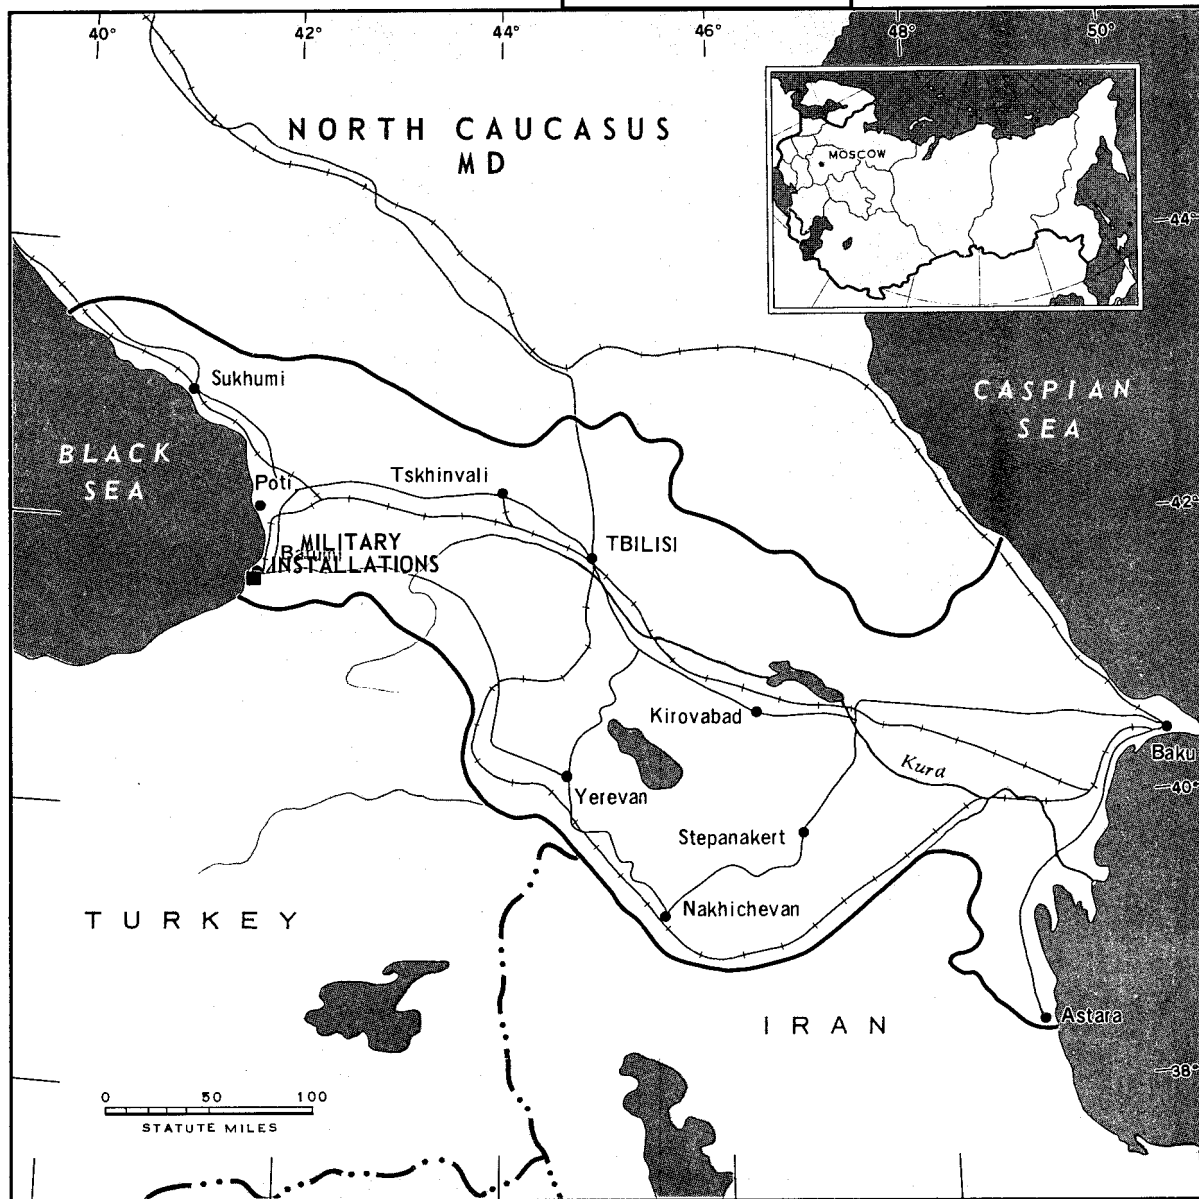 40°
42°
44°
46°
48°
50°
NORTH CAUCASUS
MD
MOSCOW
44°
Sukhumi
CASPIAN
SEA
BLACK
SEA
Tskhinvali
Poti
42°
TBILISI
MILITARY
Batumi
INSTALLATIONS
Kirovabad
Baku
Kura
40°
Yerevan
Stepanakert
Nakhichevan
TURKEY
Astara
IRAN
38°
0 50 100
STATUTE MILES